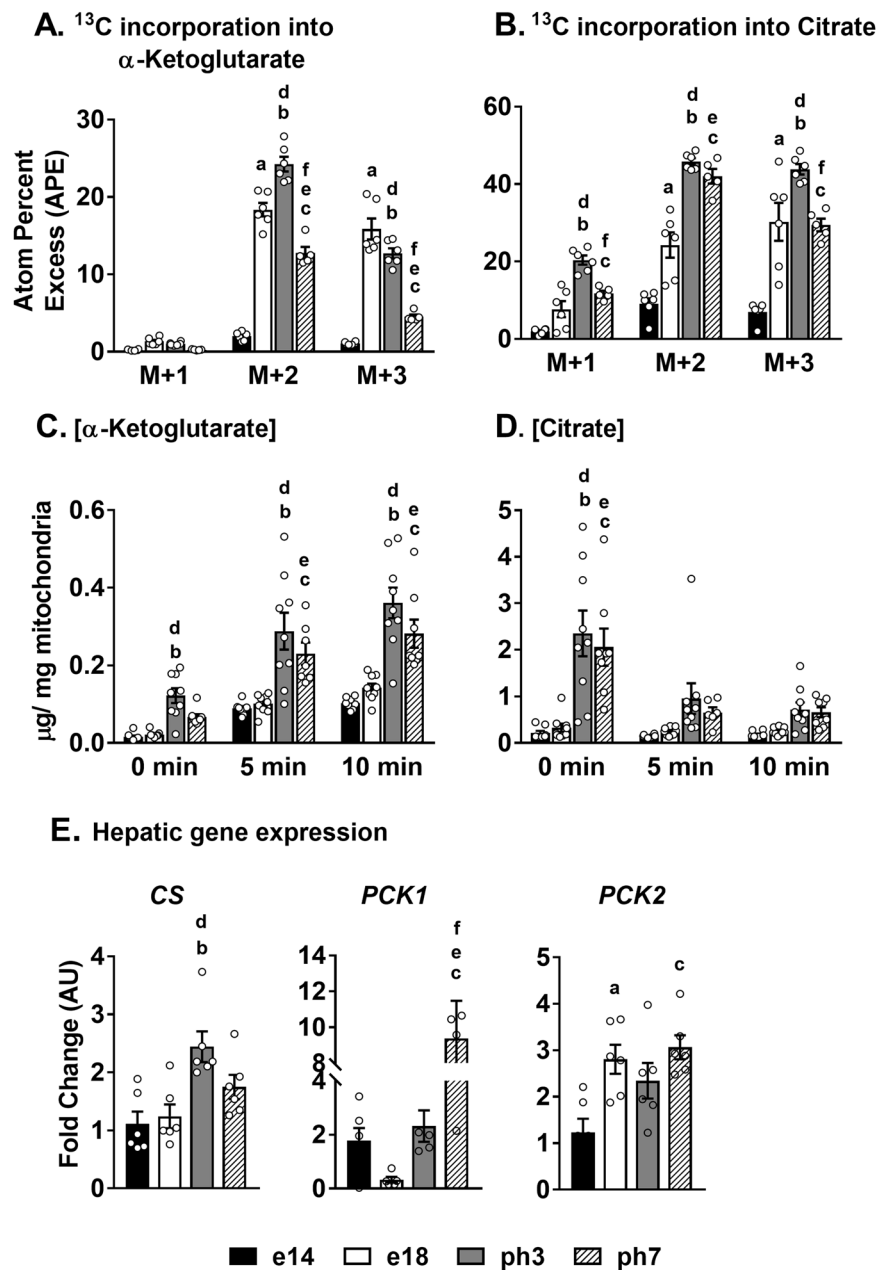 A. ¹³C incorporation into
α-Ketoglutarate
B. ¹³C incorporation into Citrate
Atom Percent
Excess (APE)
30
20
10
0
a
d
b
f
e
c
a
d
b
f
e
c
M+1 M+2 M+3
60
40
20
0
d
b
f
c
a
d
b
e
c
a
d
b
f
c
M+1 M+2 M+3
C. [α-Ketoglutarate]
D. [Citrate]
µg/ mg mitochondria
0.6
0.4
0.2
0.0
d
b
d
b
e
c
d
b
e
c
0 min 5 min 10 min
5
4
3
2
1
0
d
b
e
c
0 min 5 min 10 min
E. Hepatic gene expression
Fold Change (AU)
CS
4
3
2
1
0
d
b
PCK1
14
12
10
8
4
2
0
f
e
c
PCK2
5
4
3
2
1
0
a
c
e14 e18 ph3 ph7